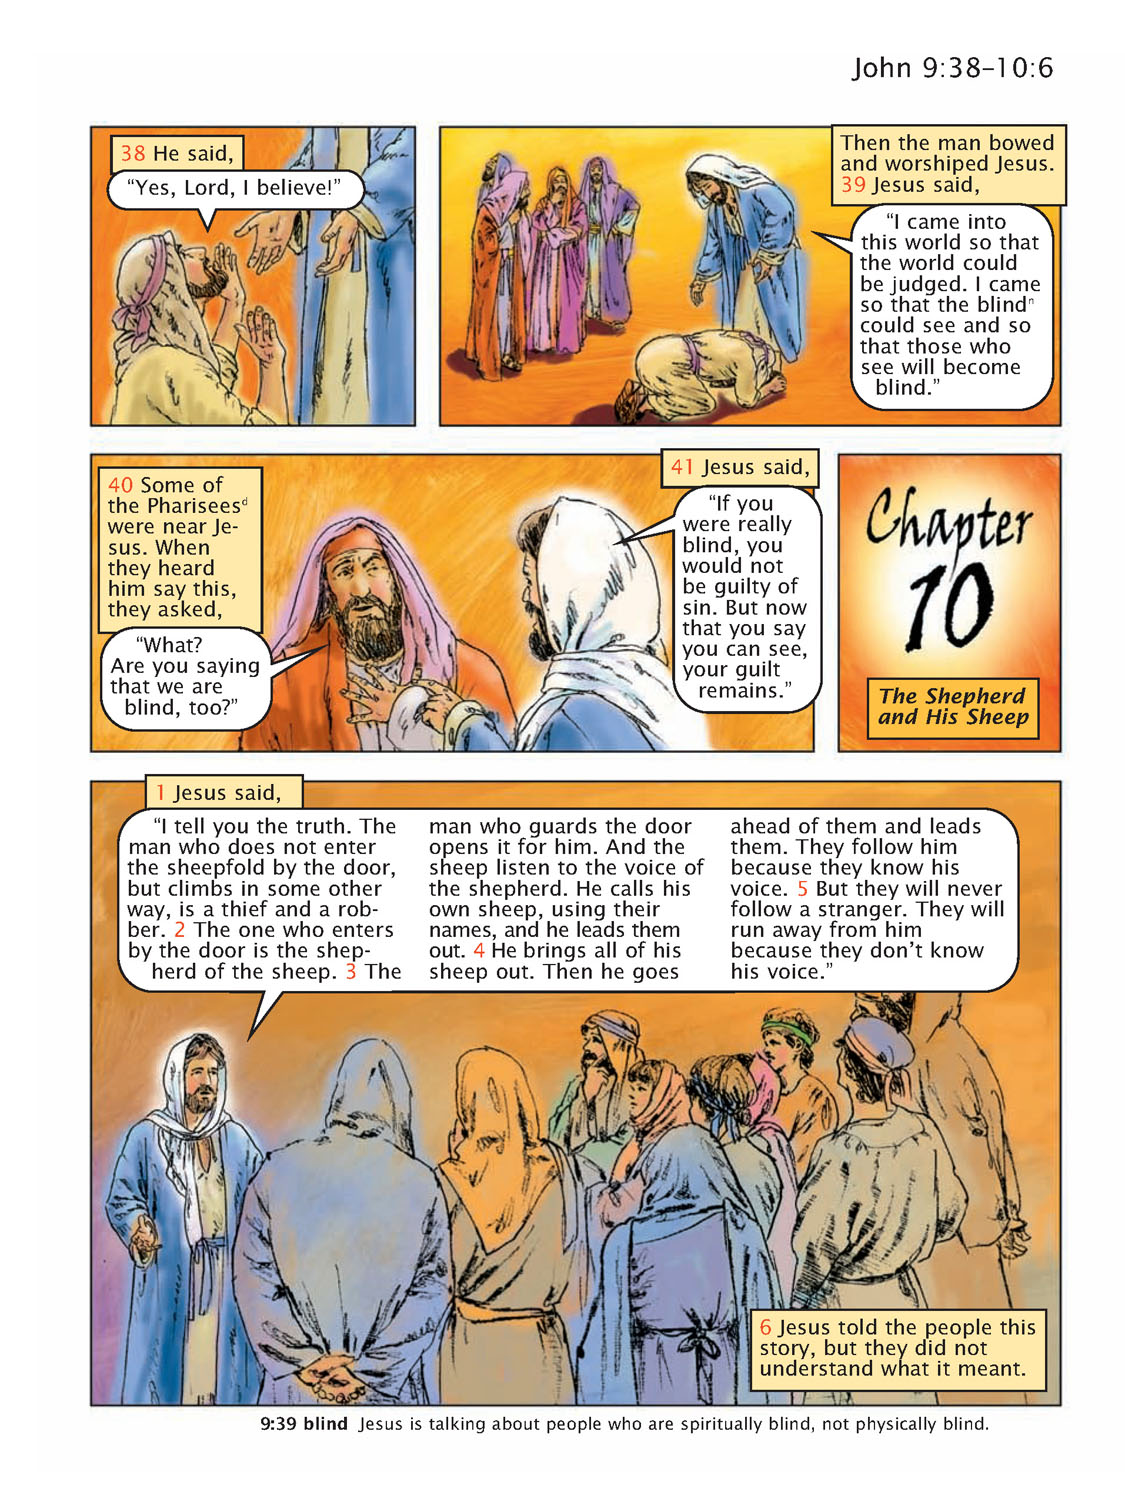 John 9:38–10:6
38 He said,
“Yes, Lord, I believe!”
Then the man bowed
and worshiped Jesus.
39 Jesus said,
“I came into
this world so that
the world could
be judged. I came
so that the blindⁿ
could see and so
that those who
see will become
blind.”
40 Some of
the Phariseesᵈ
were near Je-
sus. When
they heard
him say this,
they asked,
“What?
Are you saying
that we are
blind, too?”
41 Jesus said,
“If you
were really
blind, you
would not
be guilty of
sin. But now
that you say
you can see,
your guilt
remains.”
Chapter
10
The Shepherd
and His Sheep
1 Jesus said,
“I tell you the truth. The
man who does not enter
the sheepfold by the door,
but climbs in some other
way, is a thief and a rob-
ber. 2 The one who enters
by the door is the shep-
herd of the sheep. 3 The
man who guards the door
opens it for him. And the
sheep listen to the voice of
the shepherd. He calls his
own sheep, using their
names, and he leads them
out. 4 He brings all of his
sheep out. Then he goes
ahead of them and leads
them. They follow him
because they know his
voice. 5 But they will never
follow a stranger. They will
run away from him
because they don’t know
his voice.”
6 Jesus told the people this
story, but they did not
understand what it meant.
9:39 blind Jesus is talking about people who are spiritually blind, not physically blind.